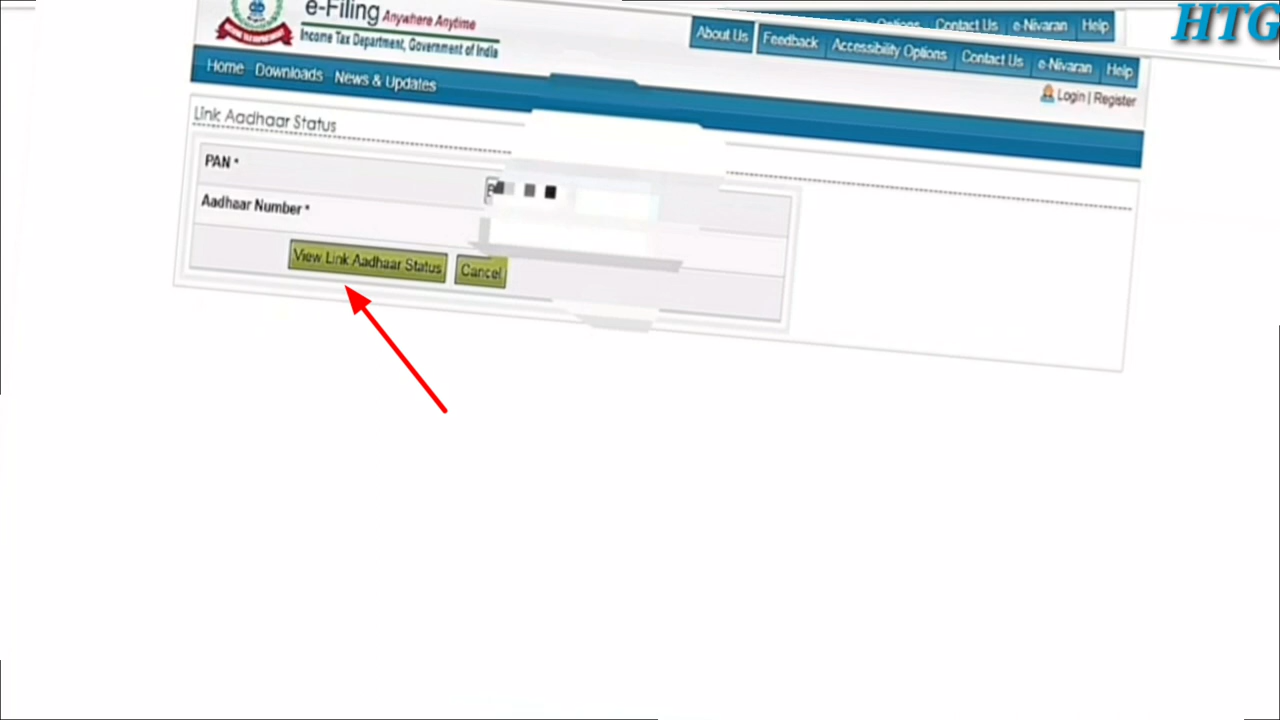 HTG
e-Filing Anywhere Anytime
Income Tax Department, Government of India
Options Contact Us e-Nivaran Help
About Us Feedback Accessibility Options Contact Us e-Nivaran Help
Login | Register
Home Downloads News & Updates
Link Aadhaar Status
PAN *
Aadhaar Number *
View Link Aadhaar Status Cancel